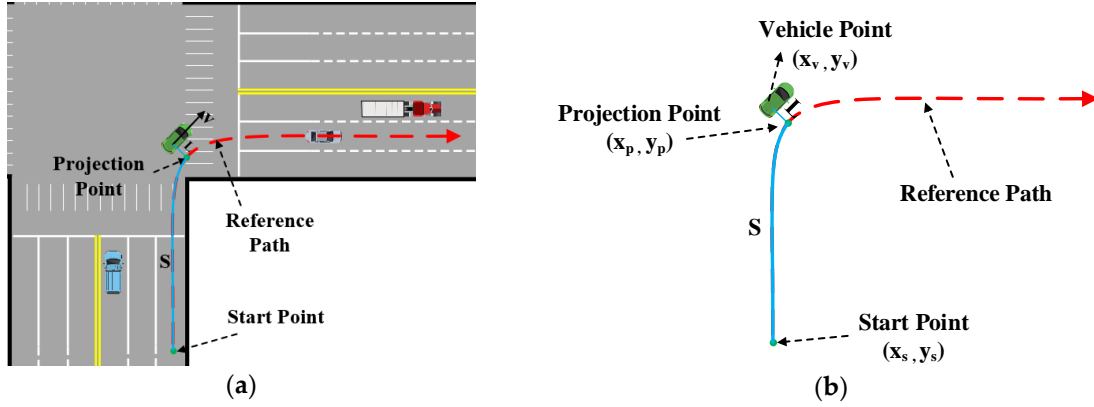 v
L
Projection
Point
Reference
Path
S
Start Point
(a)
Vehicle Point
(xv , yv)
L
Projection Point
(xp , yp)
Reference Path
S
Start Point
(xs , ys)
(b)